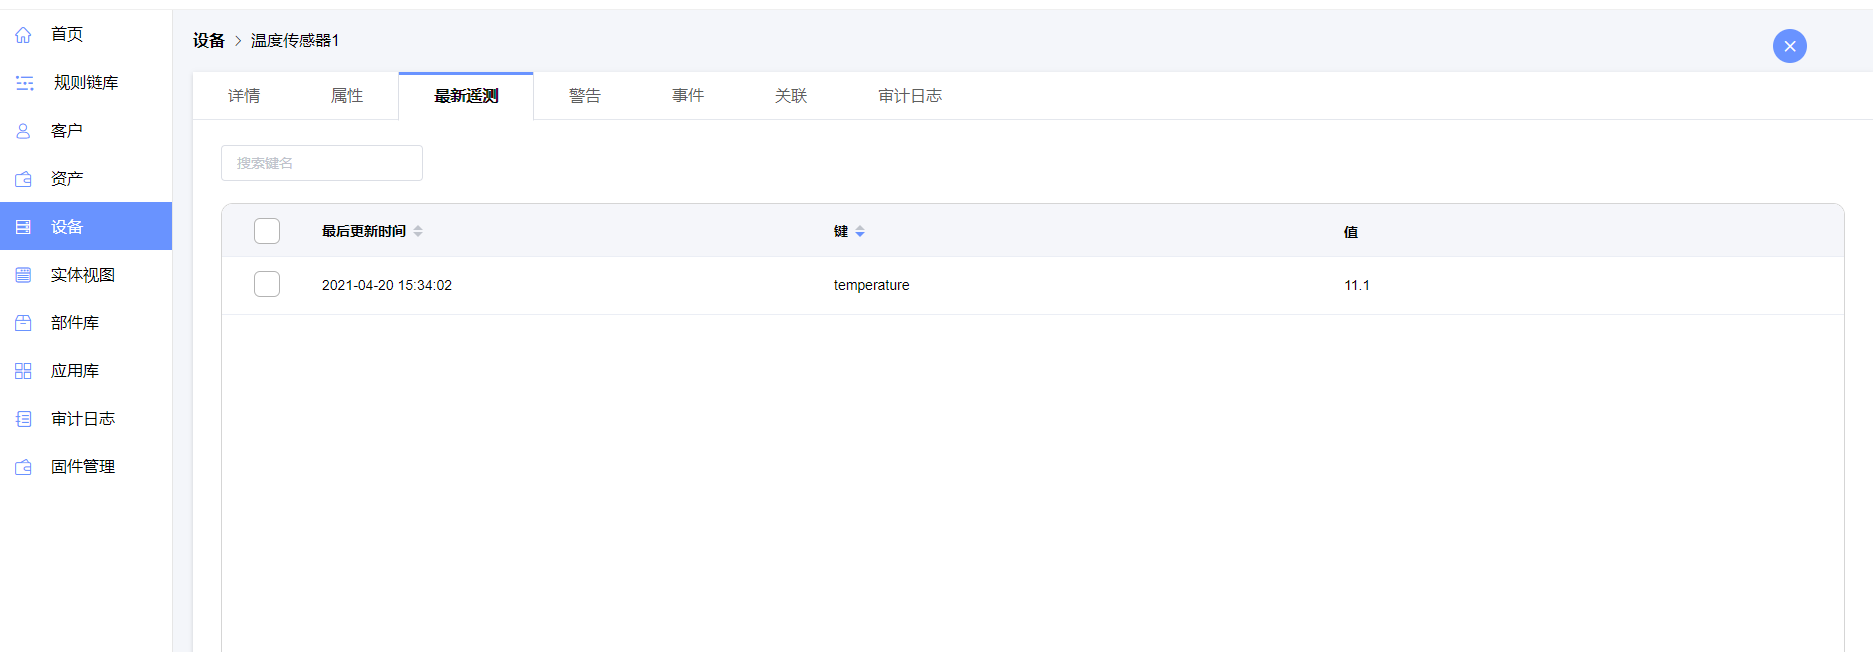 首页
规则链库
客户
资产
设备
实体视图
部件库
应用库
审计日志
固件管理
设备 > 温度传感器1
详情 属性 最新遥测 警告 事件 关联 审计日志
搜索键名
最后更新时间 键 值
2021-04-20 15:34:02 temperature 11.1